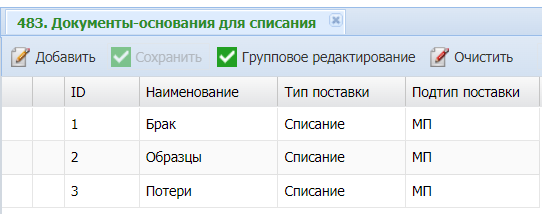 483. Документы-основания для списания
Добавить Сохранить Групповое редактирование Очистить
ID Наименование Тип поставки Подтип поставки
1 Брак Списание МП
2 Образцы Списание МП
3 Потери Списание МП